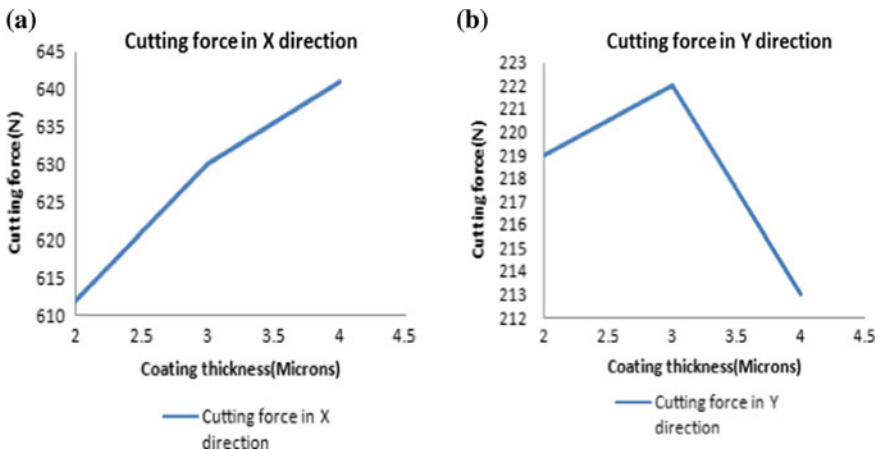 (a)
Cutting force in X direction
645
640
635
630
625
620
615
610
Cutting force(N)
2 2.5 3 3.5 4 4.5
Coating thickness(Microns)
Cutting force in X
direction
(b)
Cutting force in Y direction
223
222
221
220
219
218
217
216
215
214
213
212
Cutting force(N)
2 2.5 3 3.5 4 4.5
Coating thickness(Microns)
Cutting force in Y
direction